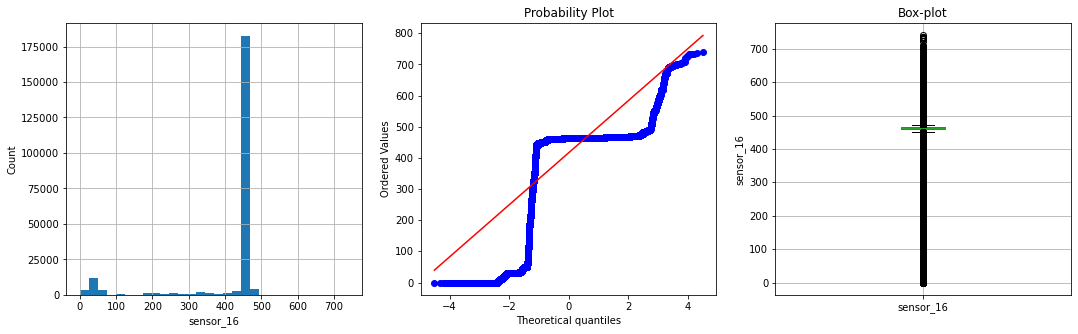 Probability Plot
Box-plot
175000
150000
125000
100000
75000
50000
25000
0
Count
0 100 200 300 400 500 600 700
sensor_16
800
700
600
500
400
300
200
100
0
Ordered Values
−4 −2 0 2 4
Theoretical quantiles
700
600
500
400
300
200
100
0
sensor_16
sensor_16